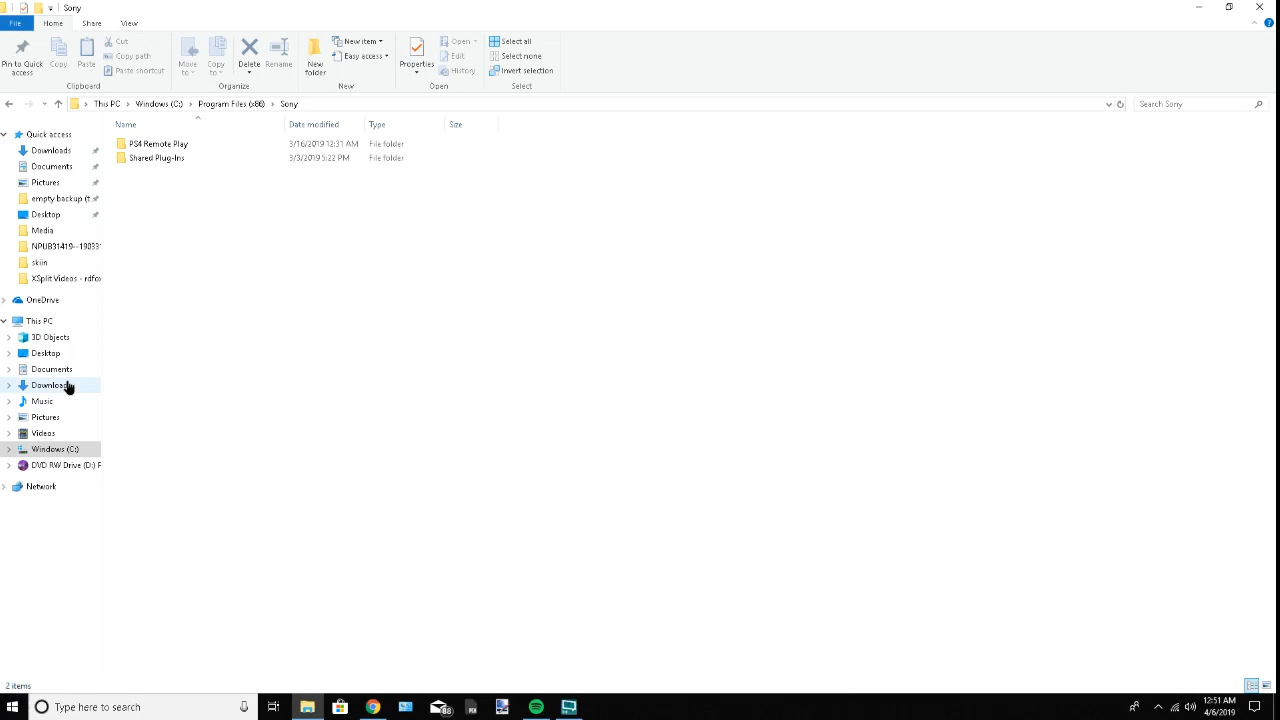 Sony
File Home Share View
Pin to Quick access
Copy
Paste
Cut
Copy path
Paste shortcut
Clipboard
Move to
Copy to
Delete
Rename
Organize
New folder
New item
Easy access
New
Properties
Open
Edit
History
Open
Select all
Select none
Invert selection
Select
This PC > Windows (C:) > Program Files (x86) > Sony
Search Sony
Name Date modified Type Size
PS4 Remote Play 3/16/2019 12:31 AM File folder
Shared Plug-Ins 3/3/2019 5:22 PM File folder
Quick access
Downloads
Documents
Pictures
empty backup (t
Desktop
Media
NPUB31419--19033
skiin
XSplit Videos - rdfo
OneDrive
This PC
3D Objects
Desktop
Documents
Downloads
Music
Pictures
Videos
Windows (C:)
DVD RW Drive (D:) F
Network
2 items
Type here to search
88
12:51 AM
4/6/2019